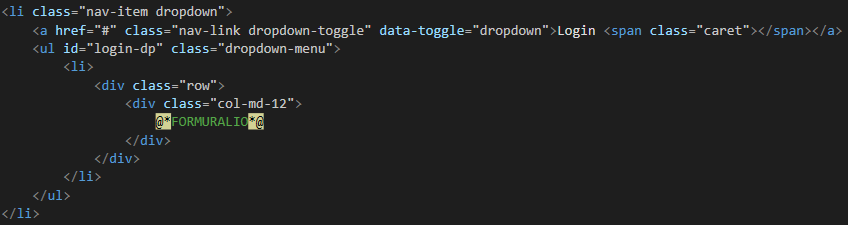 <li class="nav-item dropdown">
    <a href="#" class="nav-link dropdown-toggle" data-toggle="dropdown">Login <span class="caret"></span></a>
    <ul id="login-dp" class="dropdown-menu">
        <li>
            <div class="row">
                <div class="col-md-12">
                    @*FORMURALIO*@
                </div>
            </div>
        </li>
    </ul>
</li>